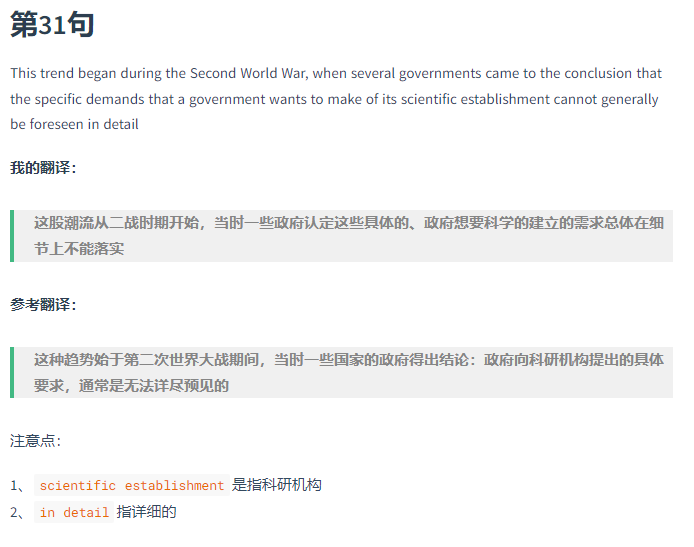 第31句
This trend began during the Second World War, when several governments came to the conclusion that
the specific demands that a government wants to make of its scientific establishment cannot generally
be foreseen in detail
我的翻译：
这股潮流从二战时期开始，当时一些政府认定这些具体的、政府想要科学的建立的需求总体在细
节上不能落实
参考翻译：
这种趋势始于第二次世界大战期间，当时一些国家的政府得出结论：政府向科研机构提出的具体
要求，通常是无法详尽预见的
注意点：
1、 scientific establishment 是指科研机构
2、 in detail 指详细的